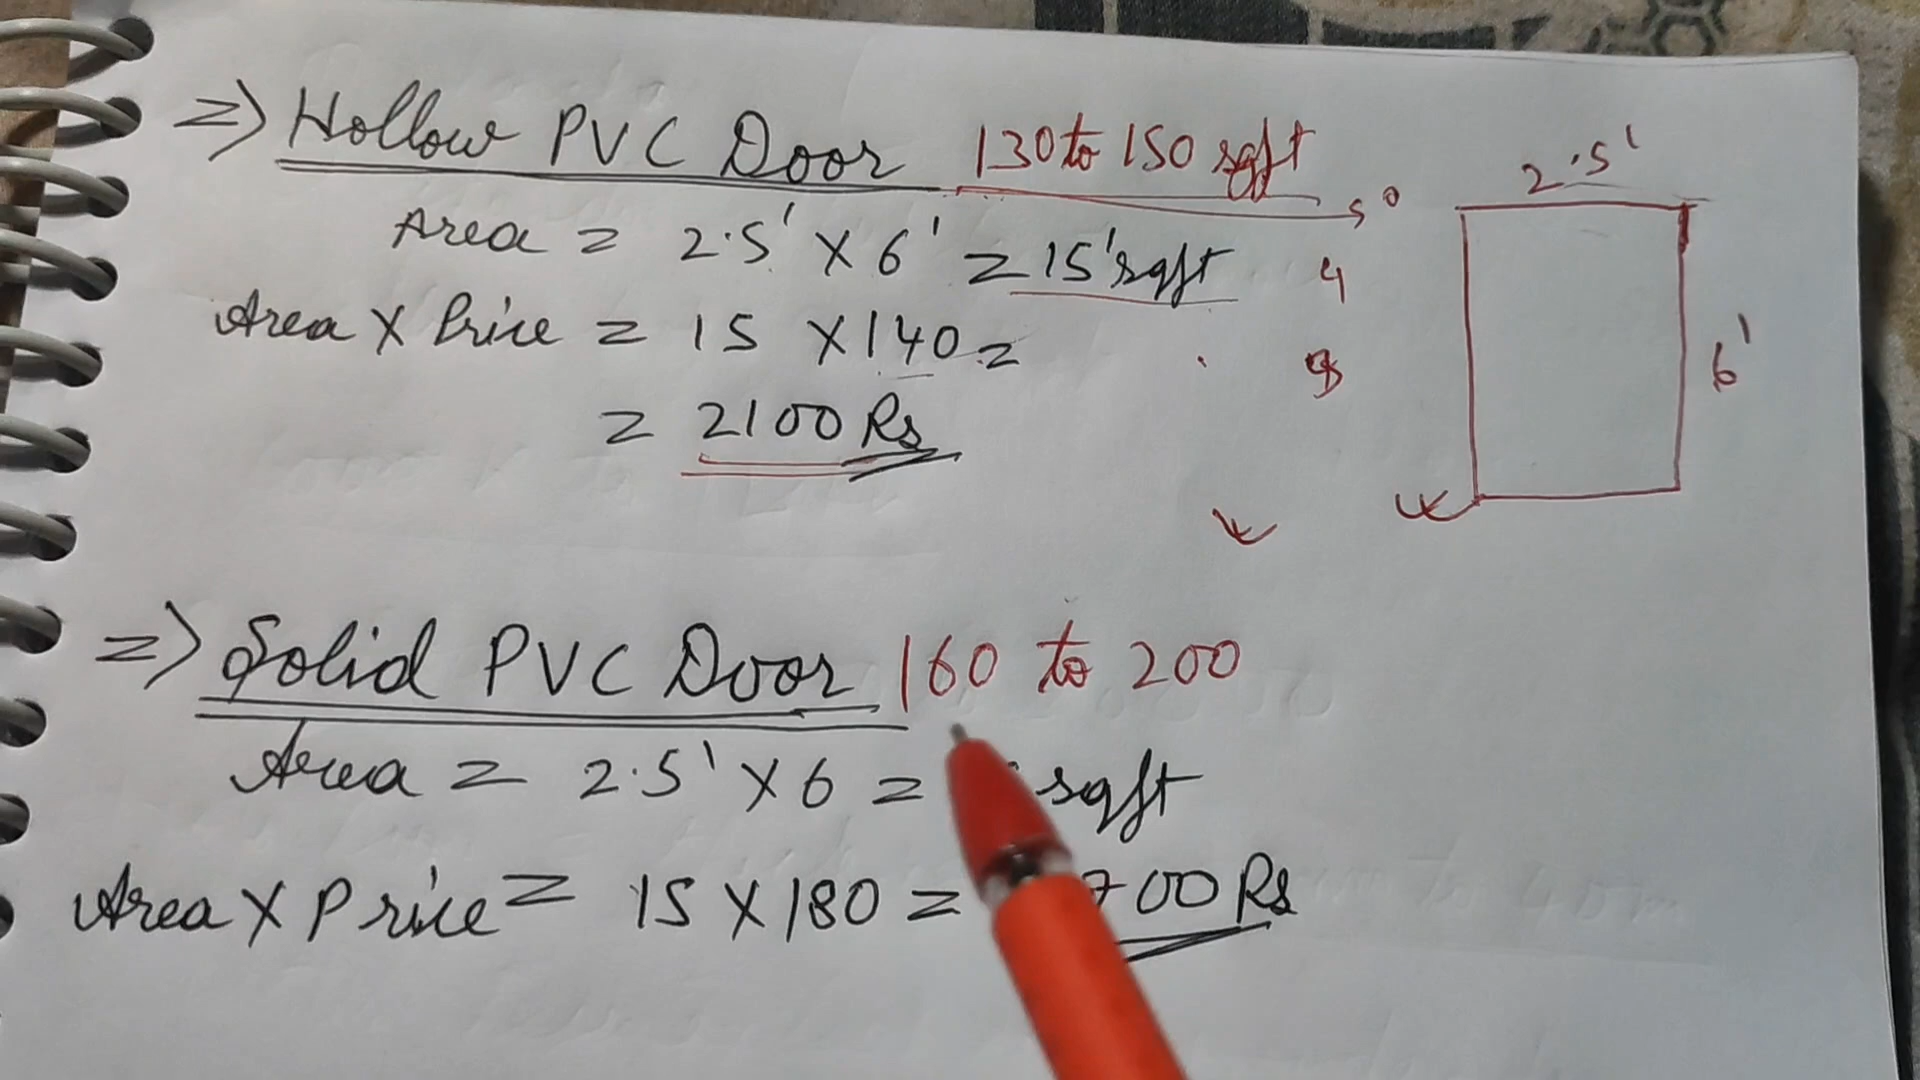 => Hollow PVC Door 130 to 150 sqft
2.5'
Area = 2.5' X 6' = 15' sqft
Area X Price = 15 X 140 =
6'
= 2100 Rs
=> Solid PVC Door 160 to 200
Area = 2.5' X 6 = sqft
Area X Price = 15 X 180 = 700 Rs